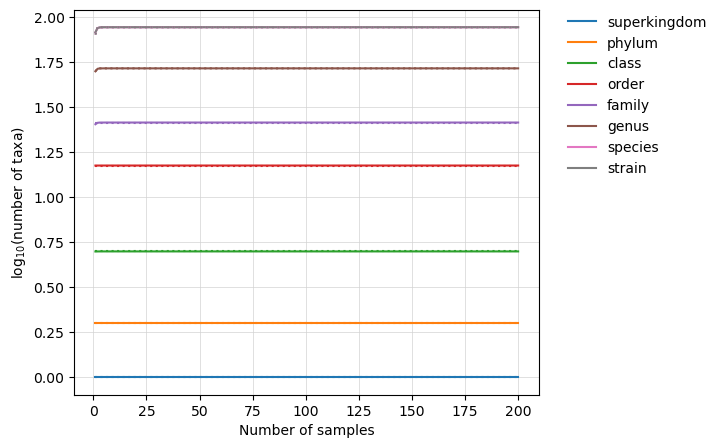 superkingdom
phylum
class
order
family
genus
species
strain
log₁₀(number of taxa)
2.00
1.75
1.50
1.25
1.00
0.75
0.50
0.25
0.00
0 25 50 75 100 125 150 175 200
Number of samples